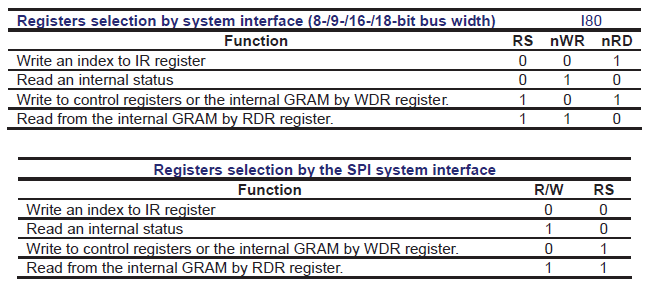 Registers selection by system interface (8-/9-/16-/18-bit bus width) I80
Function RS nWR nRD
Write an index to IR register 0 0 1
Read an internal status 0 1 0
Write to control registers or the internal GRAM by WDR register. 1 0 1
Read from the internal GRAM by RDR register. 1 1 0
Registers selection by the SPI system interface
Function R/W RS
Write an index to IR register 0 0
Read an internal status 1 0
Write to control registers or the internal GRAM by WDR register. 0 1
Read from the internal GRAM by RDR register. 1 1